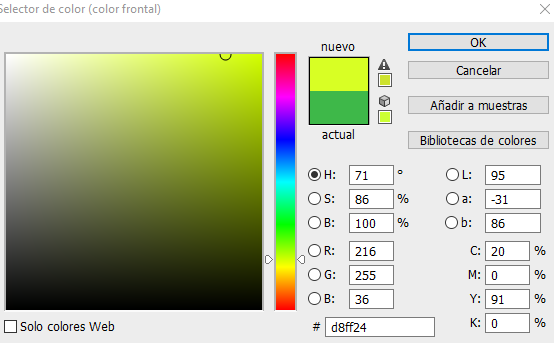 Selector de color (color frontal)
nuevo
actual
OK
Cancelar
Añadir a muestras
Bibliotecas de colores
H: 71 °
S: 86 %
B: 100 %
R: 216
G: 255
B: 36
L: 95
a: -31
b: 86
C: 20 %
M: 0 %
Y: 91 %
K: 0 %
Solo colores Web
# d8ff24